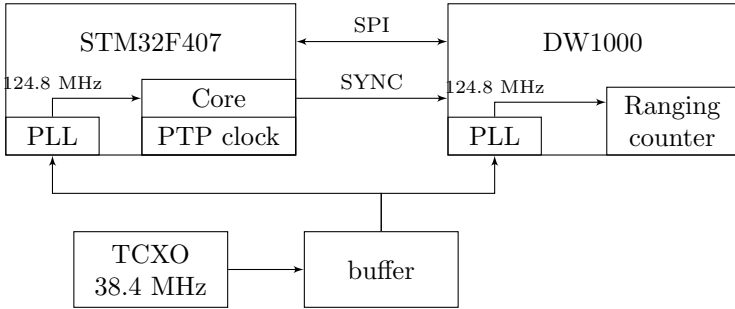 STM32F407
SPI
DW1000
124.8 MHz
Core
SYNC
124.8 MHz
Ranging
counter
PLL
PTP clock
PLL
TCXO
38.4 MHz
buffer